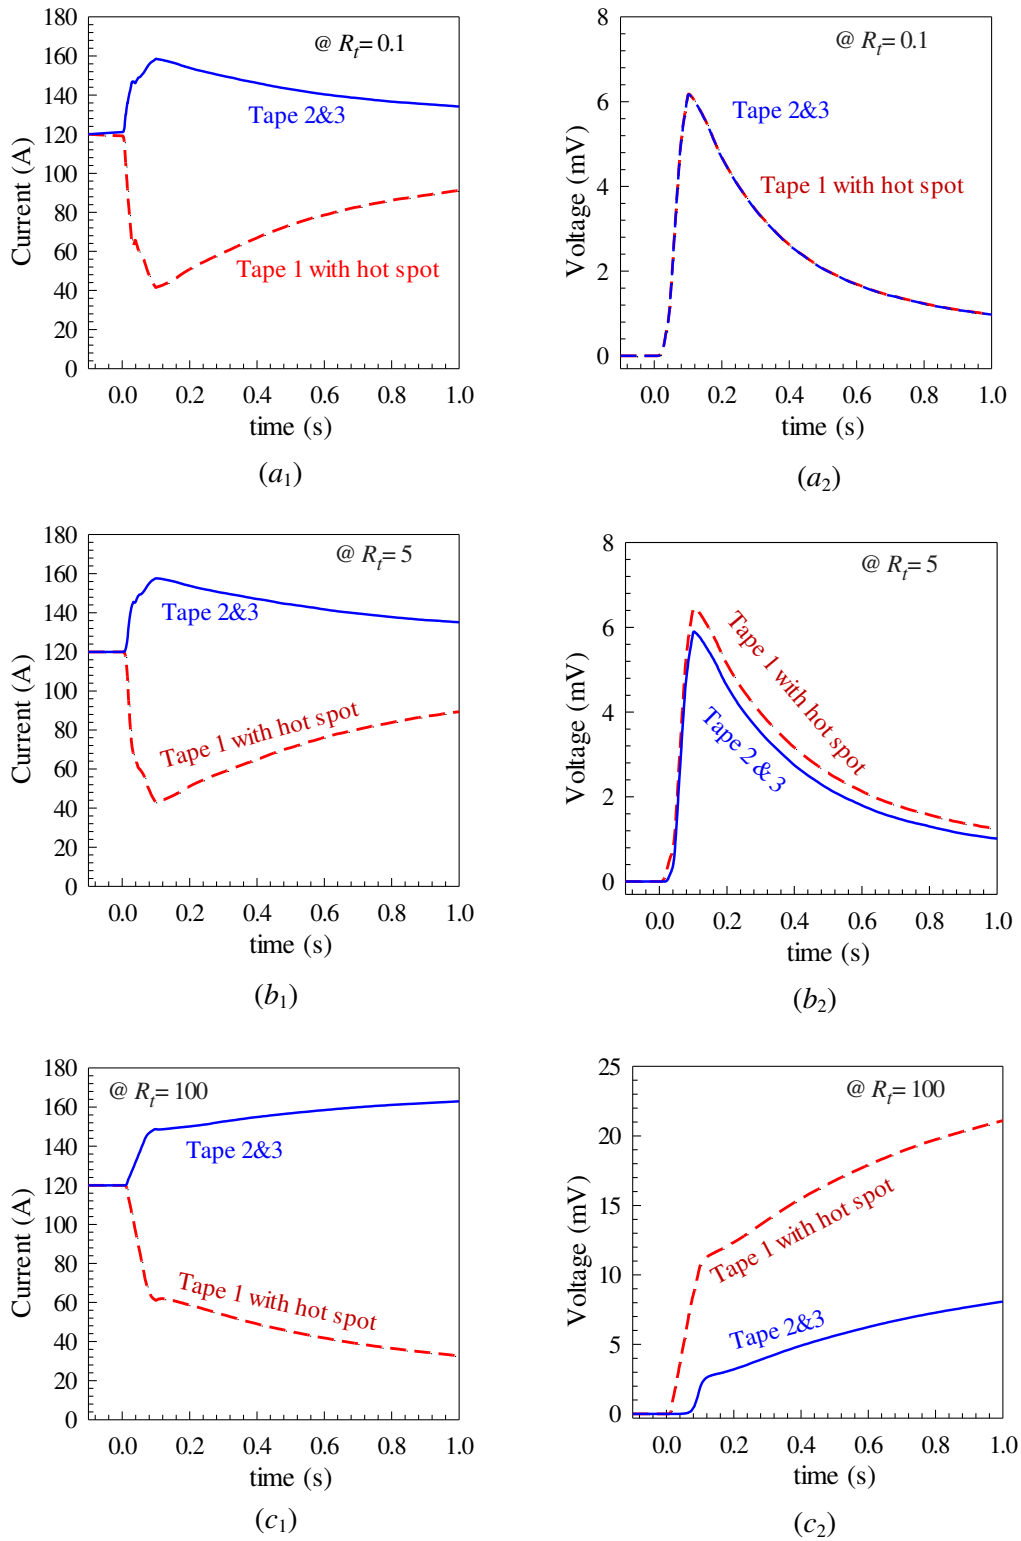 180
160
140
120
100
80
60
40
20
0
Current (A)
@ Rt= 0.1
Tape 2&3
Tape 1 with hot spot
0.0 0.2 0.4 0.6 0.8 1.0
time (s)
(a1)
8
6
4
2
0
Voltage (mV)
@ Rt= 0.1
Tape 2&3
Tape 1 with hot spot
0.0 0.2 0.4 0.6 0.8 1.0
time (s)
(a2)
180
160
140
120
100
80
60
40
20
0
Current (A)
@ Rt= 5
Tape 2&3
Tape 1 with hot spot
0.0 0.2 0.4 0.6 0.8 1.0
time (s)
(b1)
8
6
4
2
0
Voltage (mV)
@ Rt= 5
Tape 1 with hot spot
Tape 2 & 3
0.0 0.2 0.4 0.6 0.8 1.0
time (s)
(b2)
180
160
140
120
100
80
60
40
20
0
Current (A)
@ Rt= 100
Tape 2&3
Tape 1 with hot spot
0.0 0.2 0.4 0.6 0.8 1.0
time (s)
(c1)
25
20
15
10
5
0
Voltage (mV)
@ Rt= 100
Tape 1 with hot spot
Tape 2&3
0.0 0.2 0.4 0.6 0.8 1.0
time (s)
(c2)